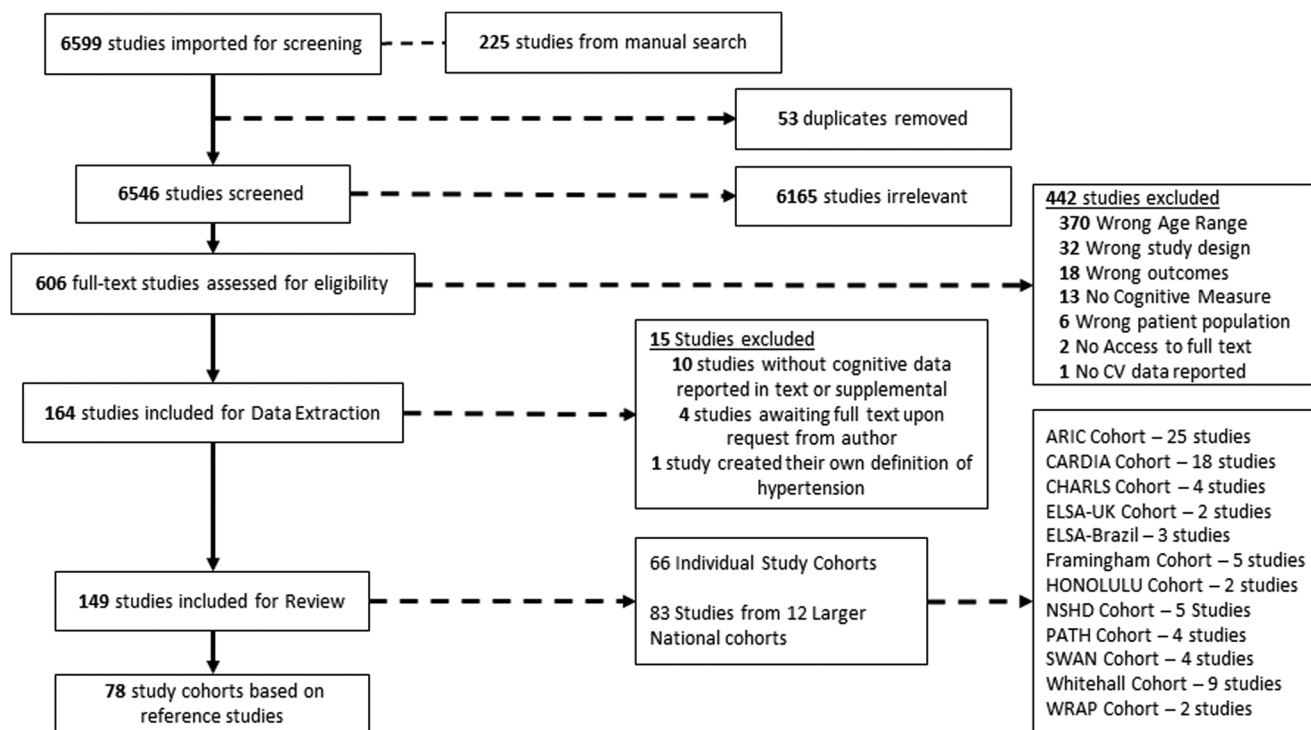 6599 studies imported for screening
225 studies from manual search
53 duplicates removed
6546 studies screened
6165 studies irrelevant
442 studies excluded
370 Wrong Age Range
32 Wrong study design
18 Wrong outcomes
13 No Cognitive Measure
6 Wrong patient population
2 No Access to full text
1 No CV data reported
606 full-text studies assessed for eligibility
15 Studies excluded
10 studies without cognitive data
reported in text or supplemental
4 studies awaiting full text upon
request from author
1 study created their own definition of
hypertension
164 studies included for Data Extraction
149 studies included for Review
66 Individual Study Cohorts
83 Studies from 12 Larger
National cohorts
ARIC Cohort – 25 studies
CARDIA Cohort – 18 studies
CHARLS Cohort – 4 studies
ELSA-UK Cohort – 2 studies
ELSA-Brazil – 3 studies
Framingham Cohort – 5 studies
HONOLULU Cohort – 2 studies
NSHD Cohort – 5 Studies
PATH Cohort – 4 studies
SWAN Cohort – 4 studies
Whitehall Cohort – 9 studies
WRAP Cohort – 2 studies
78 study cohorts based on
reference studies